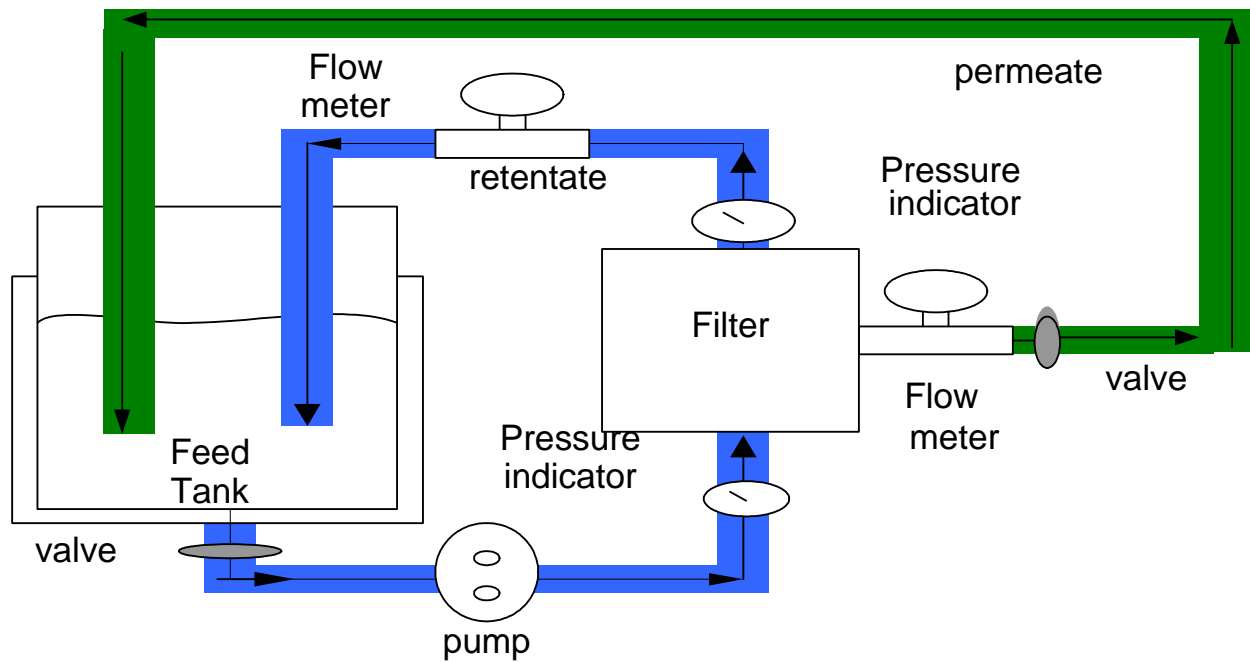 Flow
meter
permeate
retentate
Pressure
indicator
Filter
valve
Flow
meter
Pressure
indicator
Feed
Tank
valve
pump